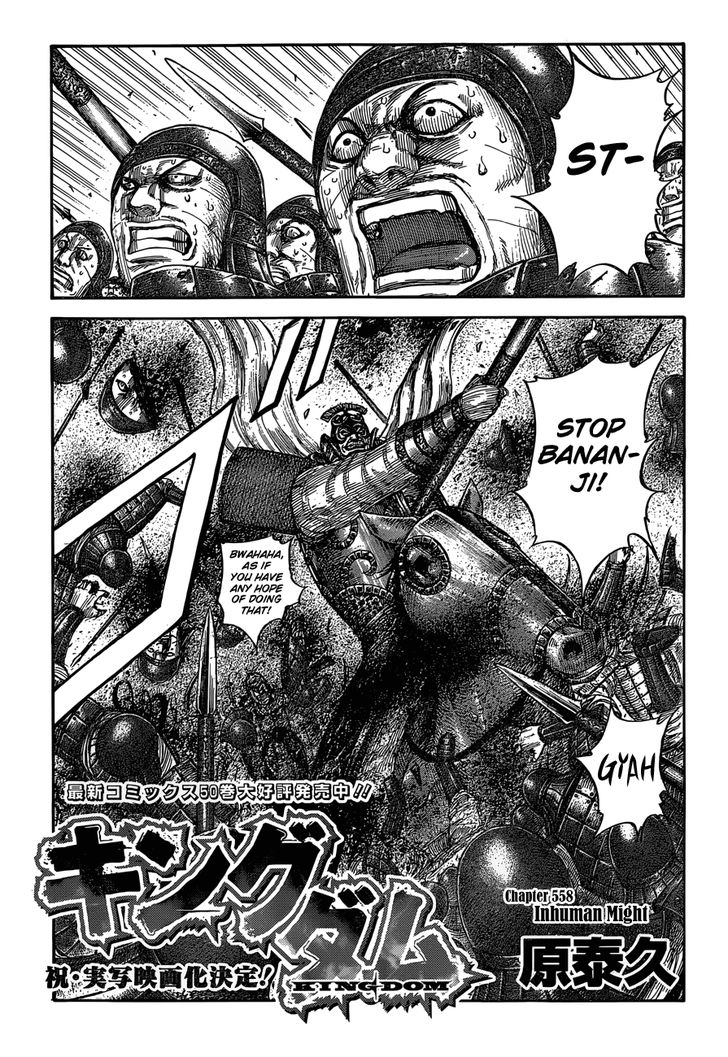 ST-
STOP
BANAN-
JI!
BWAHAHA,
AS IF
YOU HAVE
ANY HOPE
OF DOING
THAT!
GYAH
最新コミックス50巻大好評発売中!!
キングダム
KINGDOM
祝・実写映画化決定!
Chapter 558
Inhuman Might
原泰久